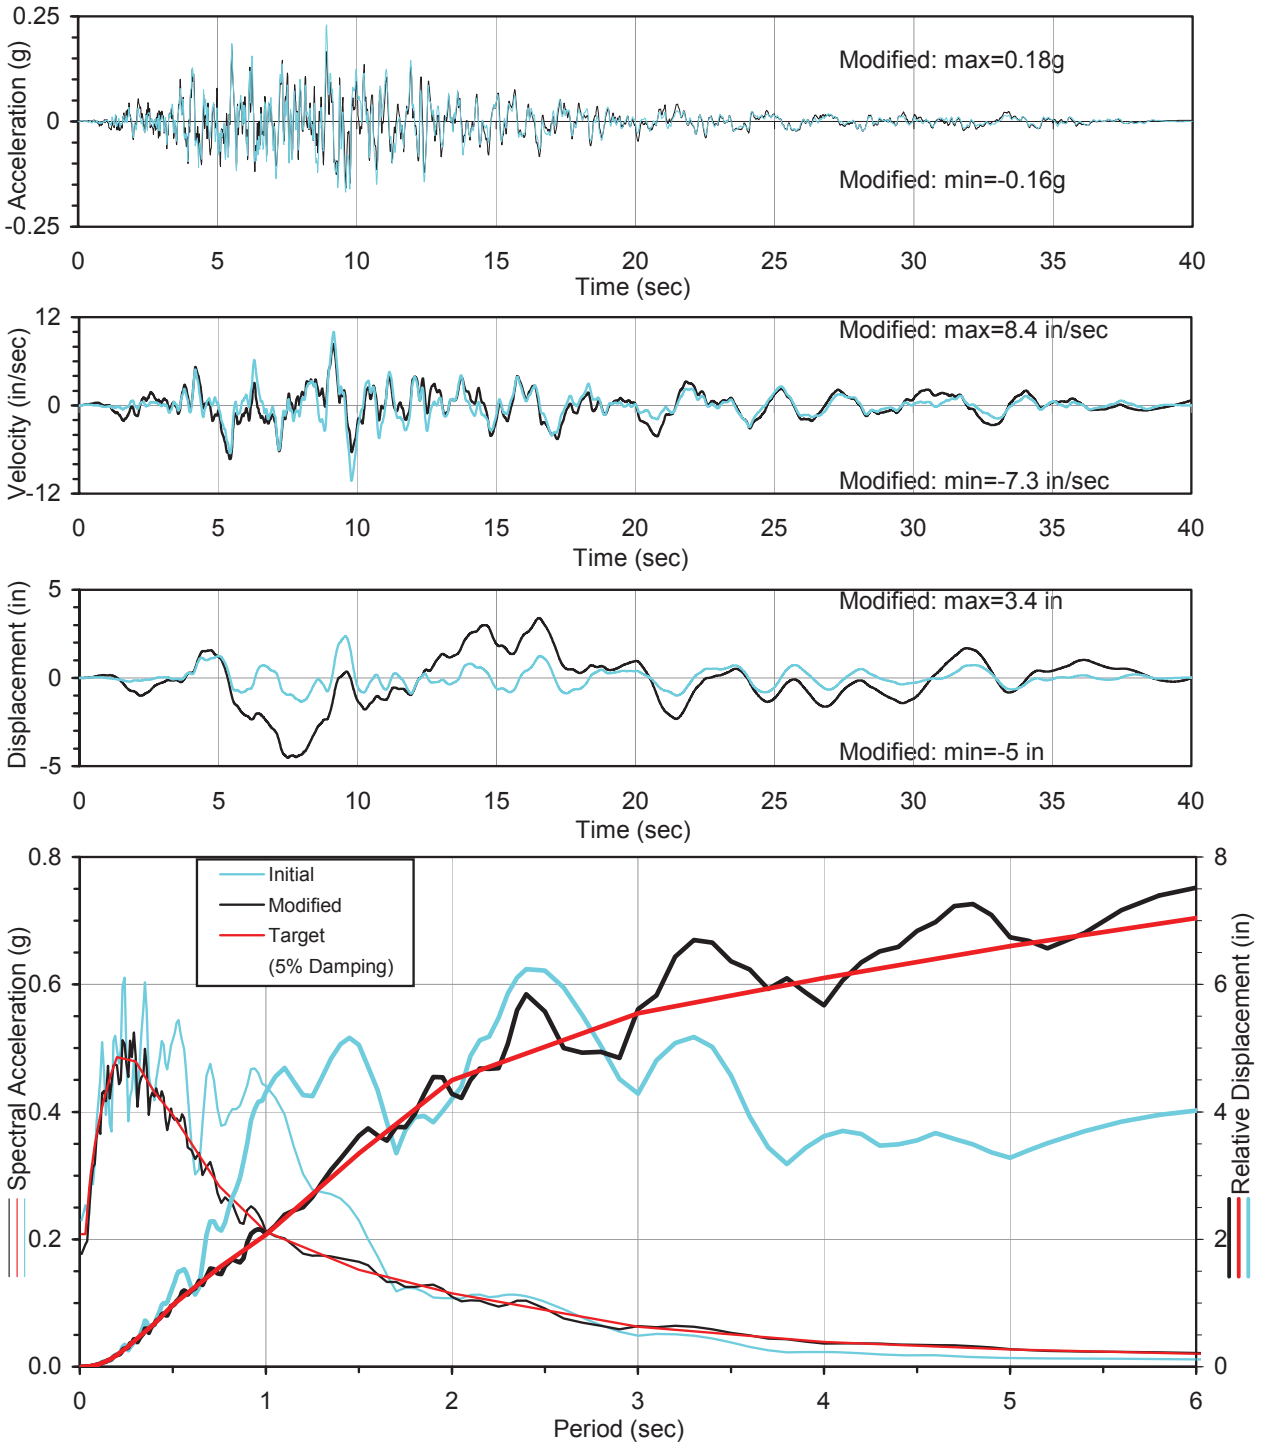 Acceleration (g)
0.25
0
-0.25
Modified: max=0.18g
Modified: min=-0.16g
0 5 10 15 20 25 30 35 40
Time (sec)
Velocity (in/sec)
12
0
-12
Modified: max=8.4 in/sec
Modified: min=-7.3 in/sec
0 5 10 15 20 25 30 35 40
Time (sec)
Displacement (in)
5
0
-5
Modified: max=3.4 in
Modified: min=-5 in
0 5 10 15 20 25 30 35 40
Time (sec)
Spectral Acceleration (g)
0.8
0.6
0.4
0.2
0.0
Initial
Modified
Target
(5% Damping)
8
6
4
2
0
Relative Displacement (in)
0 1 2 3 4 5 6
Period (sec)